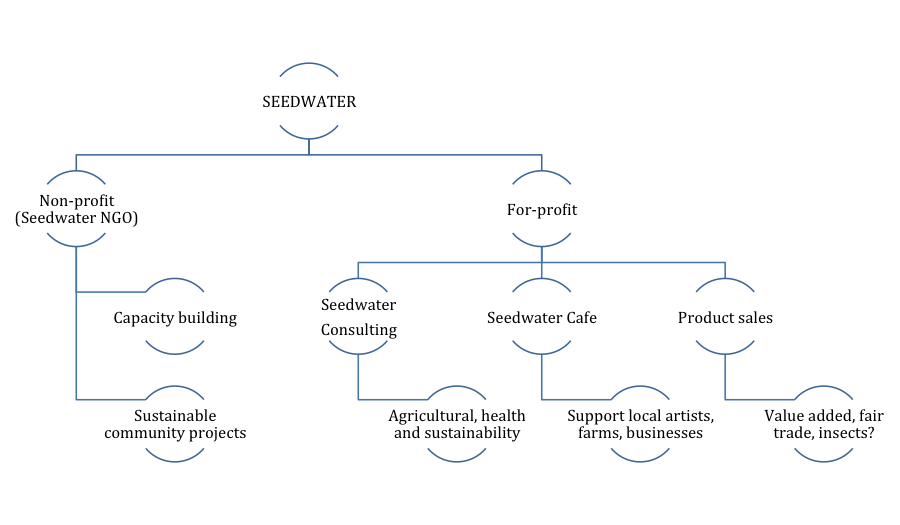 SEEDWATER
Non-profit
(Seedwater NGO)
For-profit
Capacity building
Seedwater
Consulting
Seedwater Cafe
Product sales
Sustainable
community projects
Agricultural, health
and sustainability
Support local artists,
farms, businesses
Value added, fair
trade, insects?